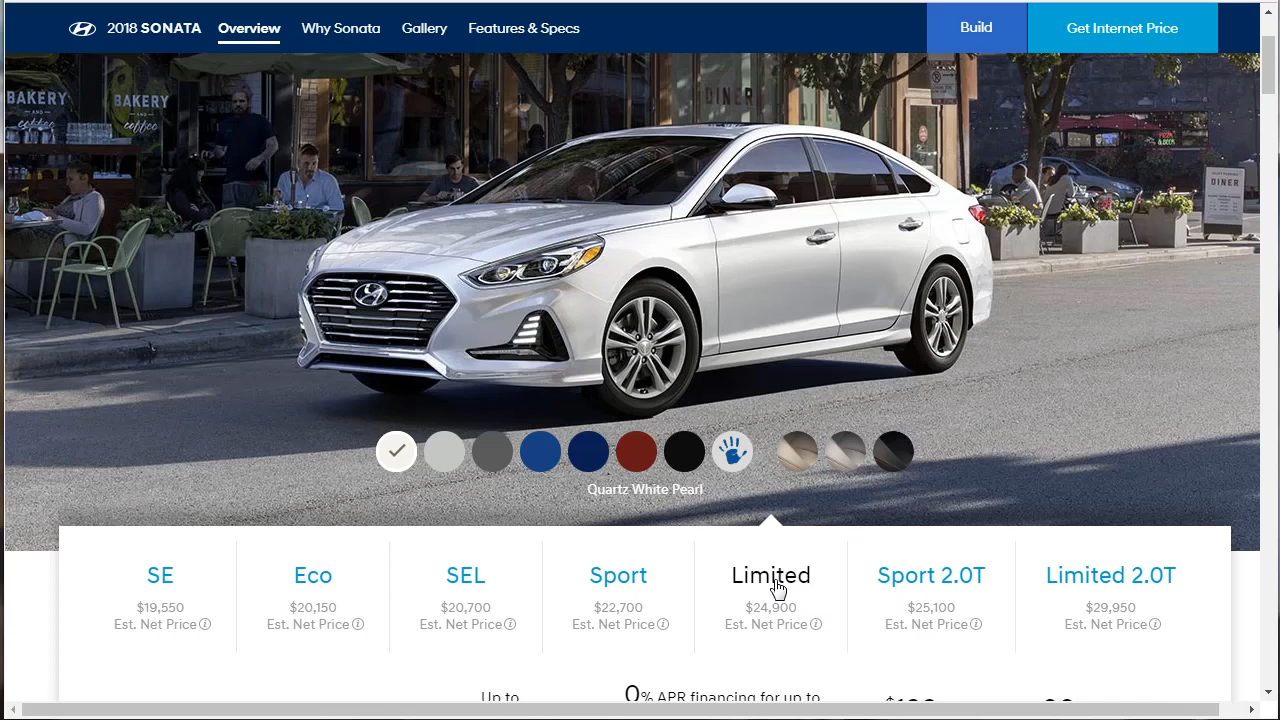 2018 SONATA Overview Why Sonata Gallery Features & Specs Build Get Internet Price
BAKERY
and
coffee
BAKERY
and
coffee
DINER
DINER
Quartz White Pearl
SE Eco SEL Sport Limited Sport 2.0T Limited 2.0T
$19,550 $20,150 $20,700 $22,700 $24,900 $25,100 $29,950
Est. Net Price Est. Net Price Est. Net Price Est. Net Price Est. Net Price Est. Net Price Est. Net Price
Up to 0% APR financing for up to